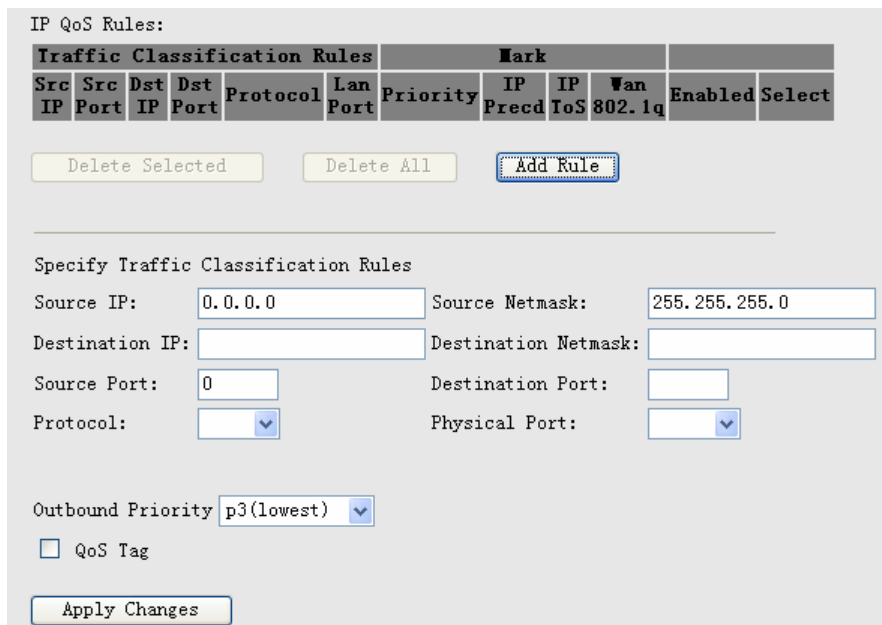 IP QoS Rules:
Traffic Classification Rules Mark
Src IP Src Port Dst IP Dst Port Protocol Lan Port Priority IP Precd IP ToS Wan 802.1q Enabled Select
Delete Selected Delete All Add Rule
Specify Traffic Classification Rules
Source IP: 0.0.0.0 Source Netmask: 255.255.255.0
Destination IP: Destination Netmask:
Source Port: 0 Destination Port:
Protocol: Physical Port:
Outbound Priority p3(lowest)
QoS Tag
Apply Changes